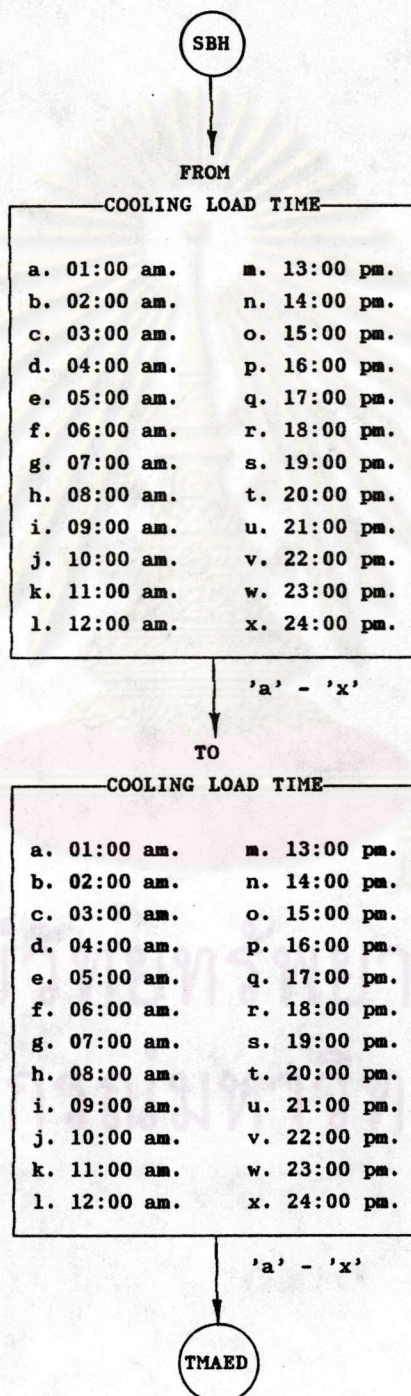 SBH
FROM
COOLING LOAD TIME
a. 01:00 am. m. 13:00 pm.
b. 02:00 am. n. 14:00 pm.
c. 03:00 am. o. 15:00 pm.
d. 04:00 am. p. 16:00 pm.
e. 05:00 am. q. 17:00 pm.
f. 06:00 am. r. 18:00 pm.
g. 07:00 am. s. 19:00 pm.
h. 08:00 am. t. 20:00 pm.
i. 09:00 am. u. 21:00 pm.
j. 10:00 am. v. 22:00 pm.
k. 11:00 am. w. 23:00 pm.
l. 12:00 am. x. 24:00 pm.
'a' - 'x'
TO
COOLING LOAD TIME
a. 01:00 am. m. 13:00 pm.
b. 02:00 am. n. 14:00 pm.
c. 03:00 am. o. 15:00 pm.
d. 04:00 am. p. 16:00 pm.
e. 05:00 am. q. 17:00 pm.
f. 06:00 am. r. 18:00 pm.
g. 07:00 am. s. 19:00 pm.
h. 08:00 am. t. 20:00 pm.
i. 09:00 am. u. 21:00 pm.
j. 10:00 am. v. 22:00 pm.
k. 11:00 am. w. 23:00 pm.
l. 12:00 am. x. 24:00 pm.
'a' - 'x'
TMAED